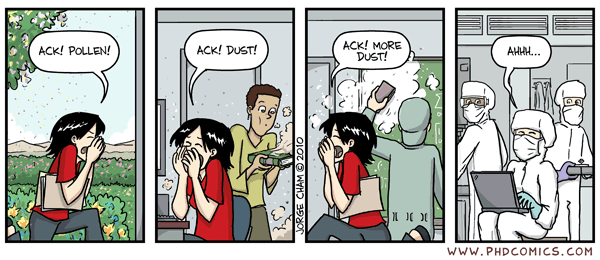 ACK! POLLEN!
ACK! DUST!
ACK! MORE
DUST!
AHHH...
JORGE CHAM © 2010
WWW.PHDCOMICS.COM